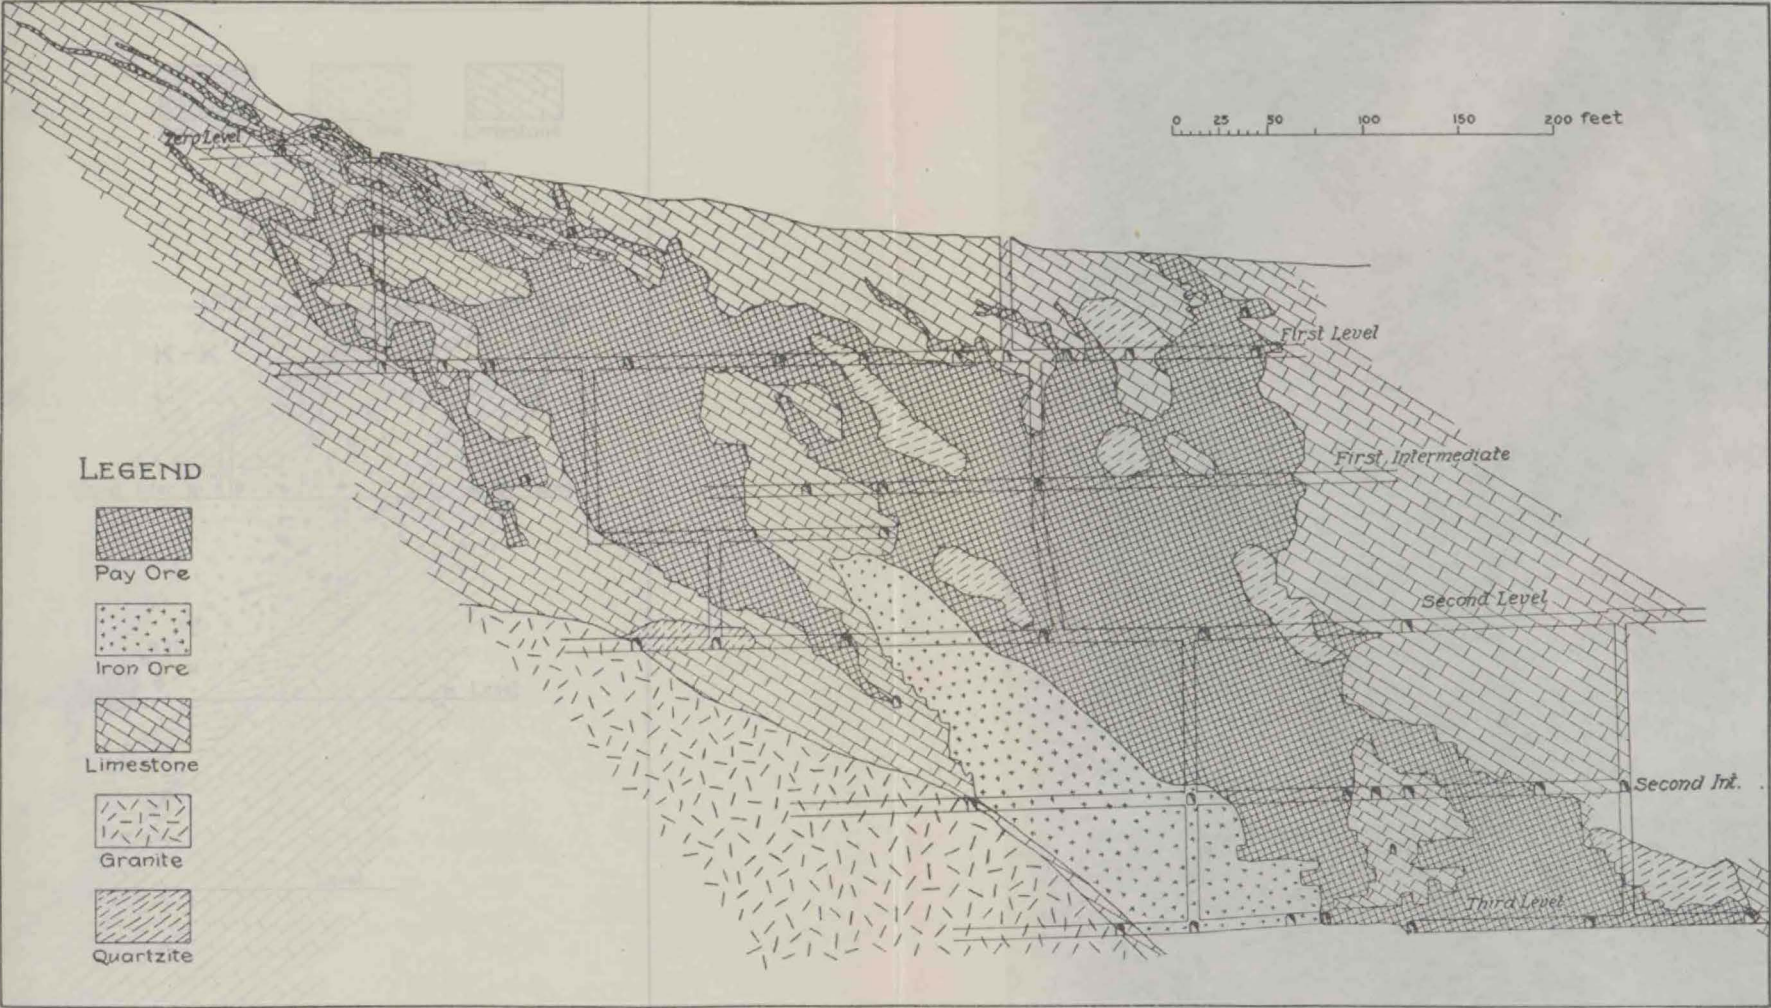 0 25 50 100 150 200 feet
Zero Level
First Level
First Intermediate
Second Level
Second Int.
Third Level
LEGEND
Pay Ore
Iron Ore
Limestone
Granite
Quartzite